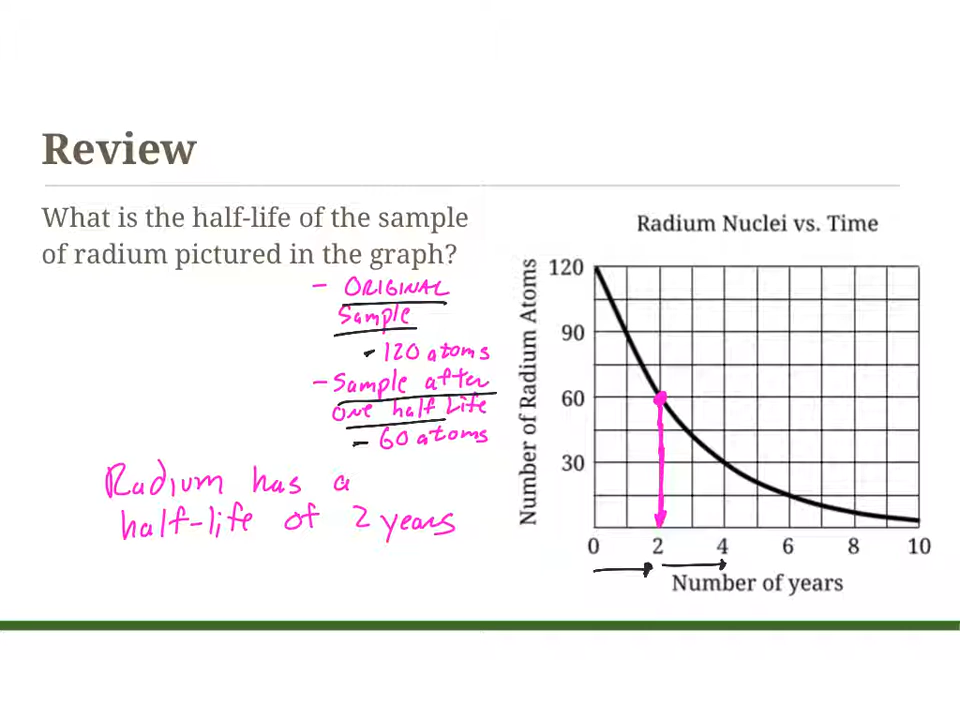 Review
What is the half-life of the sample
of radium pictured in the graph?
- ORIGINAL
Sample
- 120 atoms
- Sample after
one half Life
- 60 atoms
Radium has a
half-life of 2 years
Radium Nuclei vs. Time
Number of Radium Atoms
120
90
60
30
0 2 4 6 8 10
Number of years